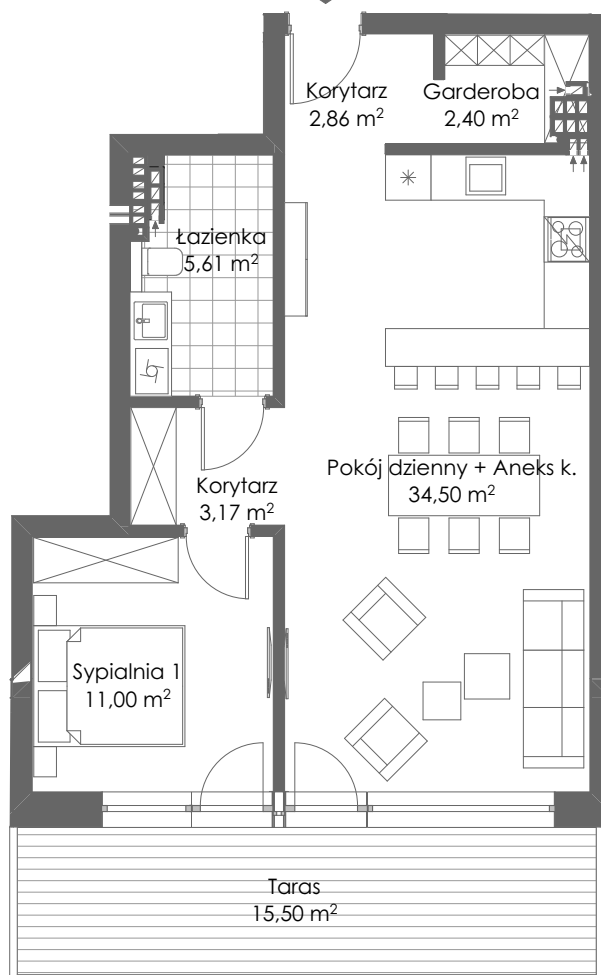 Korytarz
2,86 m²
Garderoba
2,40 m²
Łazienka
5,61 m²
Pokój dzienny + Aneks k.
34,50 m²
Korytarz
3,17 m²
Sypialnia 1
11,00 m²
Taras
15,50 m²